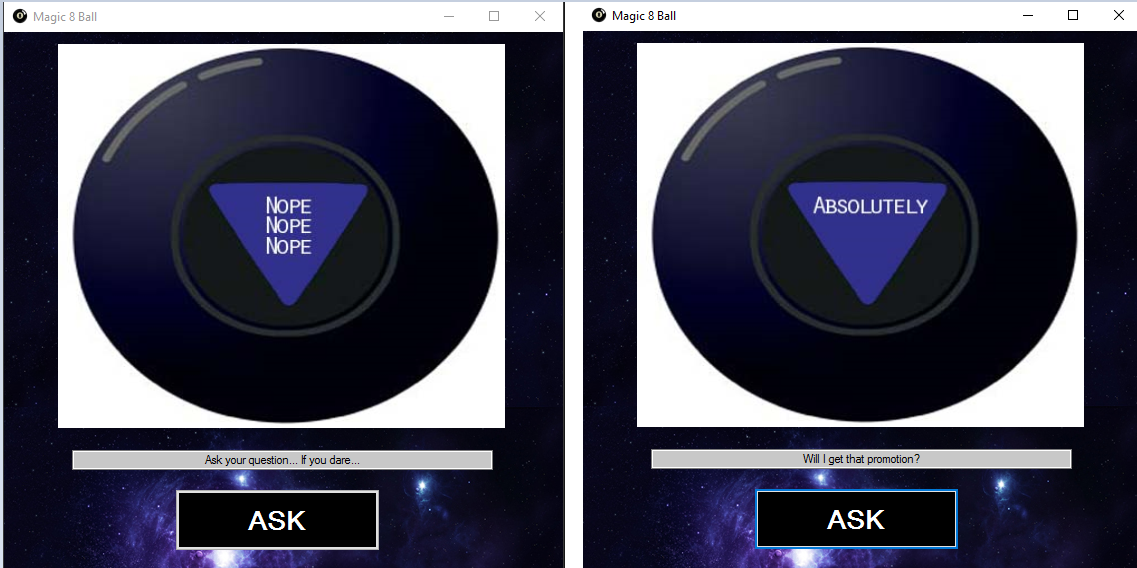 Magic 8 Ball
NOPE
NOPE
NOPE
Ask your question... If you dare...
ASK
Magic 8 Ball
ABSOLUTELY
Will I get that promotion?
ASK